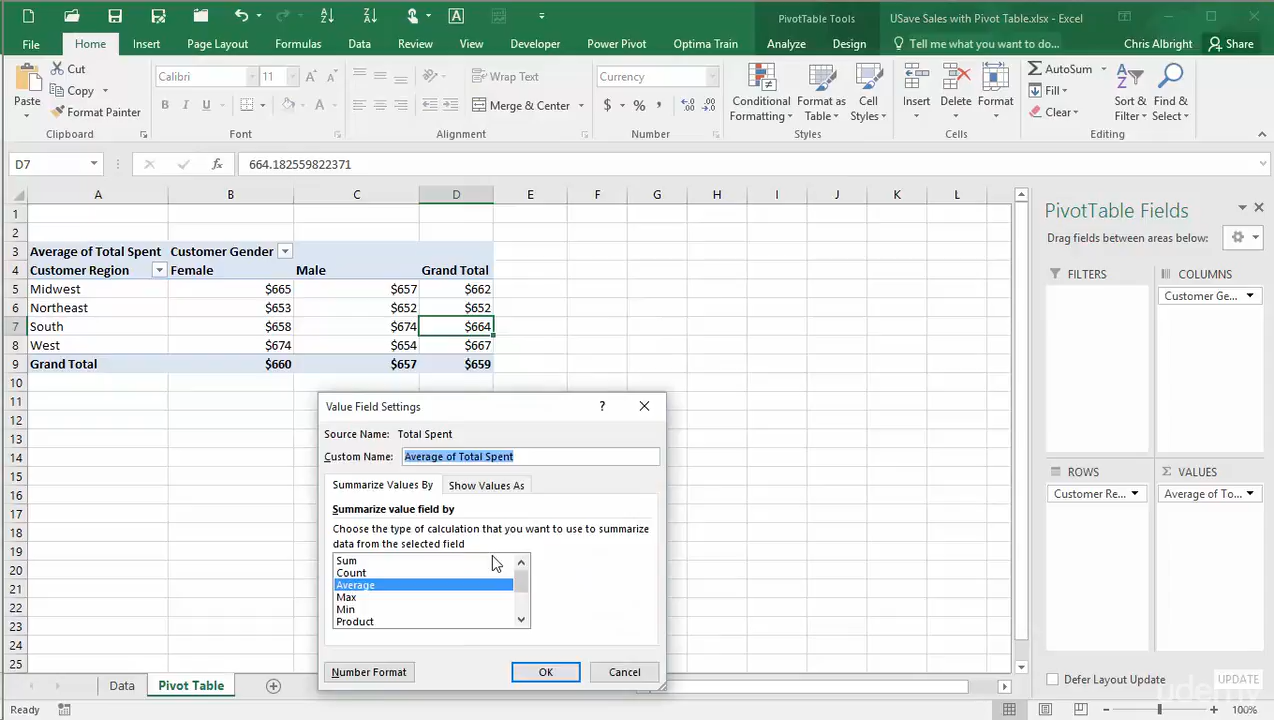 PivotTable Tools
USave Sales with Pivot Table.xlsx - Excel
File Home Insert Page Layout Formulas Data Review View Developer Power Pivot Optima Train Analyze Design Tell me what you want to do... Chris Albright Share
Paste
Cut
Copy
Format Painter
Clipboard
Calibri 11
B I U
Font
Wrap Text
Merge & Center
Alignment
Currency
$ % ,
Number
Conditional Formatting
Format as Table
Cell Styles
Styles
Insert
Delete
Format
Cells
AutoSum
Fill
Clear
Sort & Filter
Find & Select
Editing
D7 fx 664.182559822371
A B C D E F G H I J K L
1
2
3 Average of Total Spent Customer Gender
4 Customer Region Female Male Grand Total
5 Midwest $665 $657 $662
6 Northeast $653 $652 $652
7 South $658 $674 $664
8 West $674 $654 $667
9 Grand Total $660 $657 $659
10
11
12
13
14
15
16
17
18
19
20
21
22
23
24
25
Value Field Settings ?
Source Name: Total Spent
Custom Name: Average of Total Spent
Summarize Values By Show Values As
Summarize value field by
Choose the type of calculation that you want to use to summarize
data from the selected field
Sum
Count
Average
Max
Min
Product
Number Format OK Cancel
PivotTable Fields
Drag fields between areas below:
FILTERS COLUMNS
Customer Ge...
ROWS Σ VALUES
Customer Re... Average of To...
Defer Layout Update UPDATE
udemy
Data Pivot Table
Ready 100%